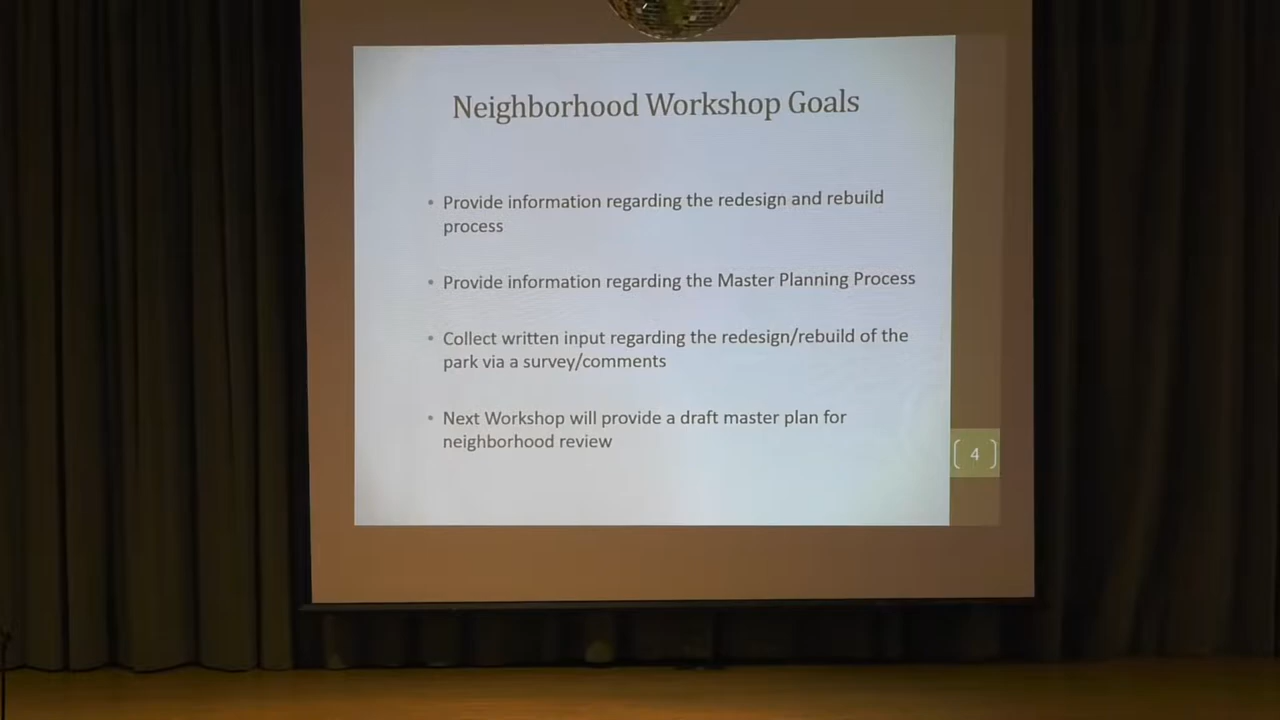 Neighborhood Workshop Goals
• Provide information regarding the redesign and rebuild
process
• Provide information regarding the Master Planning Process
• Collect written input regarding the redesign/rebuild of the
park via a survey/comments
• Next Workshop will provide a draft master plan for
neighborhood review
4